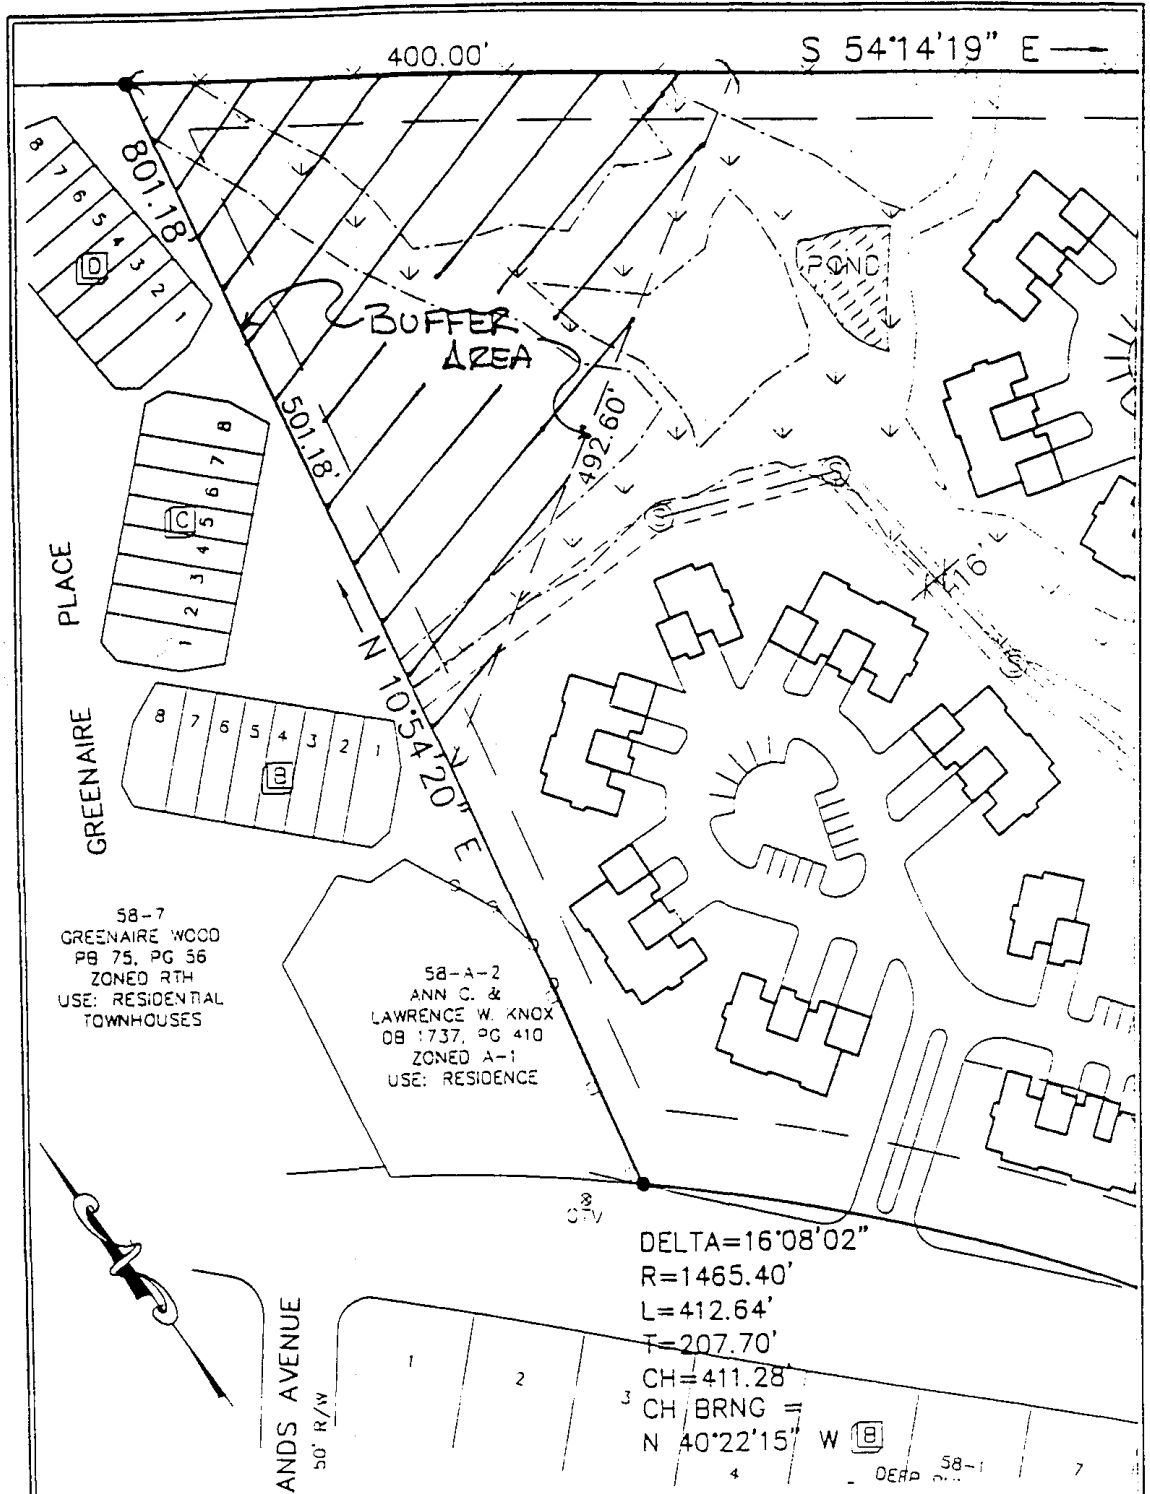 400.00'
S 54°14'19" E
801.18'
8
7
6
5
4
3
2
1
D
POND
BUFFER
AREA
501.18'
492.60'
8
7
6
5
4
3
2
1
C
S
S
16'
S
PLACE
GREENAIRE
N 10°54'20" E
8
7
6
5
4
3
2
1
B
58-7
GREENAIRE WOOD
PB 75, PG 56
ZONED RTH
USE: RESIDENTIAL
TOWNHOUSES
58-A-2
ANN C. &
LAWRENCE W. KNOX
DB 1737, PG 410
ZONED A-1
USE: RESIDENCE
CTV
DELTA=16°08'02"
R=1465.40'
L=412.64'
T=207.70'
CH=411.28'
CH BRNG =
N 40°22'15" W
B
ANDS AVENUE
50' R/W
1
2
3
4
58-1
7
DEEP